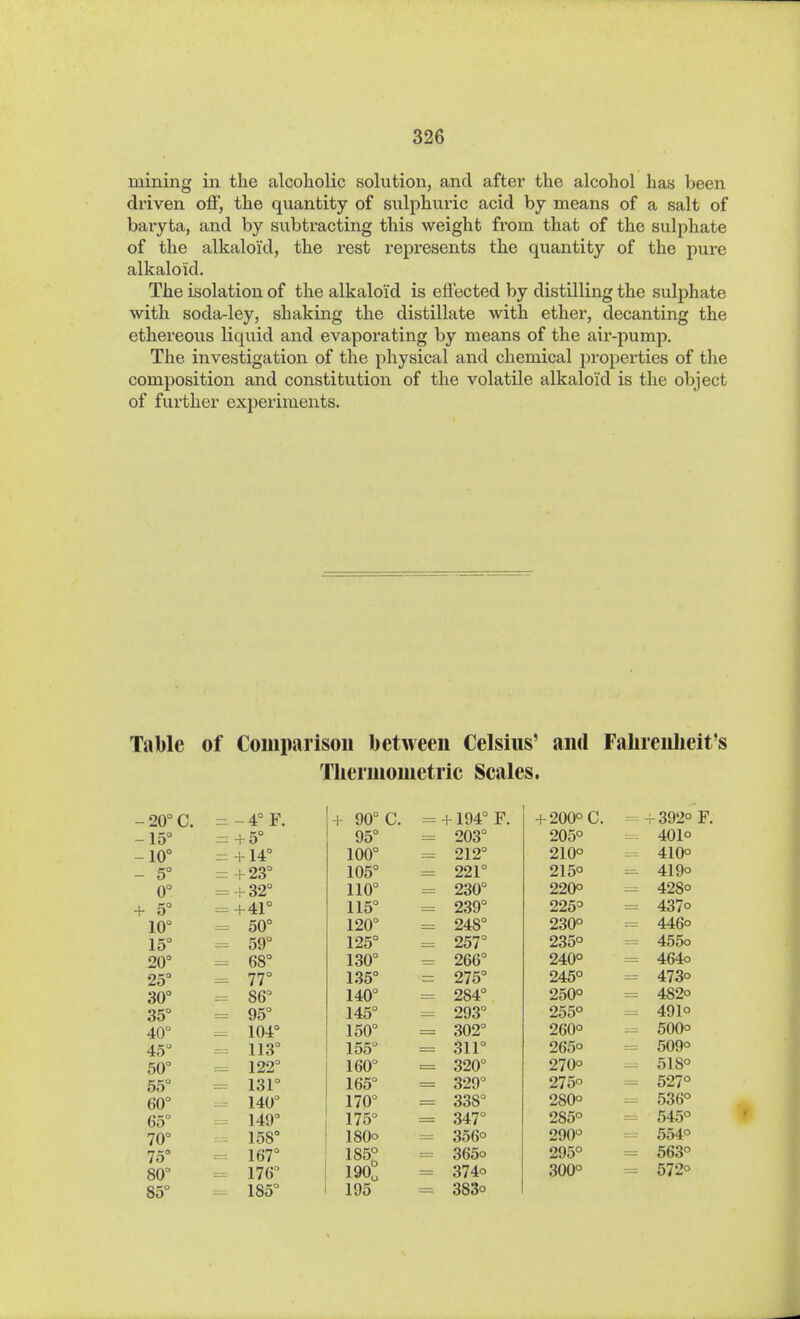 326
mining in the alcoholic solution, and after the alcohol has been
driven off, the quantity of sulphuric acid by means of a salt of
baryta, and by subtracting this weight from that of the sulphate
of the alkaloïd, the rest represents the quantity of the pure
alkaloïd.
The isolation of the alkaloïd is effected by distilling the sulphate
with soda-ley, shaking the distillate with ether, decanting the
ethereous liquid and evaporating by means of the air-pump.
The investigation of the physical and chemical properties of the
composition and constitution of the volatile alkaloïd is the object
of further experiments.
Table of Comparison between Celsius' and Fahrenheit's
Thermometric Scales.
- 20° C. = - 4° F. + 90° C. = + 194° F. + 200° C. = + 392° F.
- 15° = + 5° 95° = 203° 205° = 401°
- 10° = + 14° 100° = 212° 210° = 410°
- 5° = + 23° 105° = 221° 215° = 419°
0° = + 32° 110° = 230° 220° = 428°
+ 5° = + 41° 115° = 239° 225° = 437°
10° = 50° 120° = 248° 230° = 446°
15° = 59° 125° = 257° 235° = 455°
20° = 68° 130° = 266° 240° = 464°
25° = 77° 135° = 275° 245° = 473°
30° = 86° 140° = 284° 250° = 482°
35° = 95° 145° = 293° 255° = 491°
40° = 104° 150° = 302° 260° = 500°
45° = 113° 155° = 311° 265° = 509°
50° = 122° 160° = 320° 270° = 518°
55° = 131° 165° = 329° 275° = 527°
60° = 140° 170° = 338° 280° = 536°
65° = 149° 175° = 347° 285° = 545°
70° = 158° 180° = 356° 290° = 554°
75° = 167° 185° = 365° 295° = 563°
80° = 176° 190° = 374° 300° = 572°
85° = 185° 195 = 383°